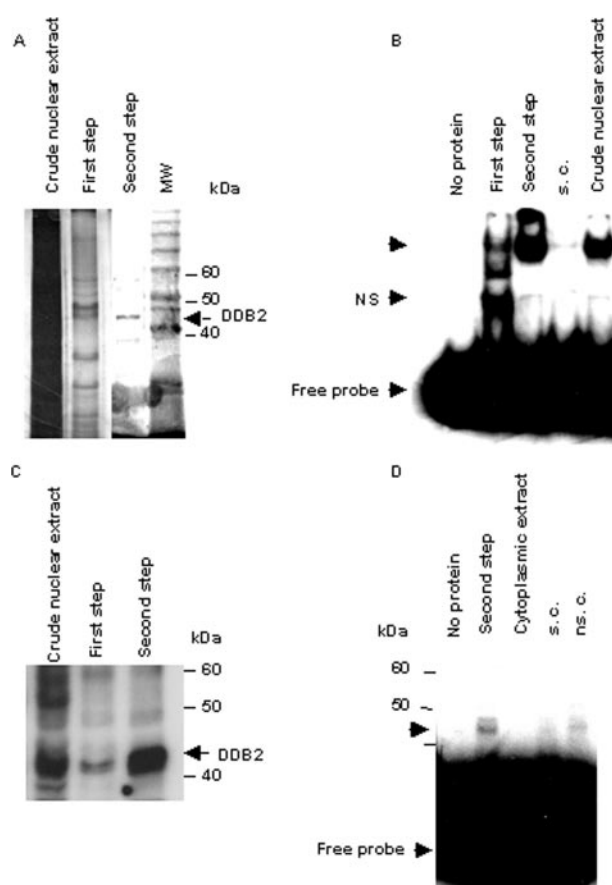 A
Crude nuclear extract
First step
Second step
MW
kDa
60
50
DDB2
40
B
No protein
First step
Second step
s. c.
Crude nuclear extract
NS
Free probe
C
Crude nuclear extract
First step
Second step
kDa
60
50
DDB2
40
D
No protein
Second step
Cytoplasmic extract
s. c.
ns. c.
kDa
60
50
Free probe